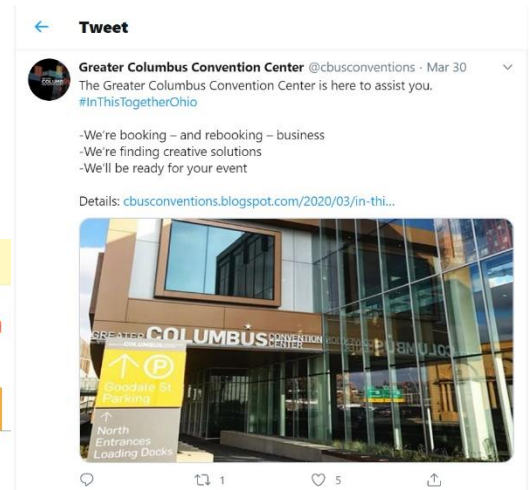 Tweet
Greater Columbus Convention Center @cbusconventions · Mar 30
The Greater Columbus Convention Center is here to assist you.
#InThisTogetherOhio
-We're booking – and rebooking – business
-We're finding creative solutions
-We'll be ready for your event
Details: cbusconventions.blogspot.com/2020/03/in-thi...
GREATER COLUMBUS CONVENTION
CENTER
P
Goodale St
Parking
North
Entrances
Loading Docks
1 5